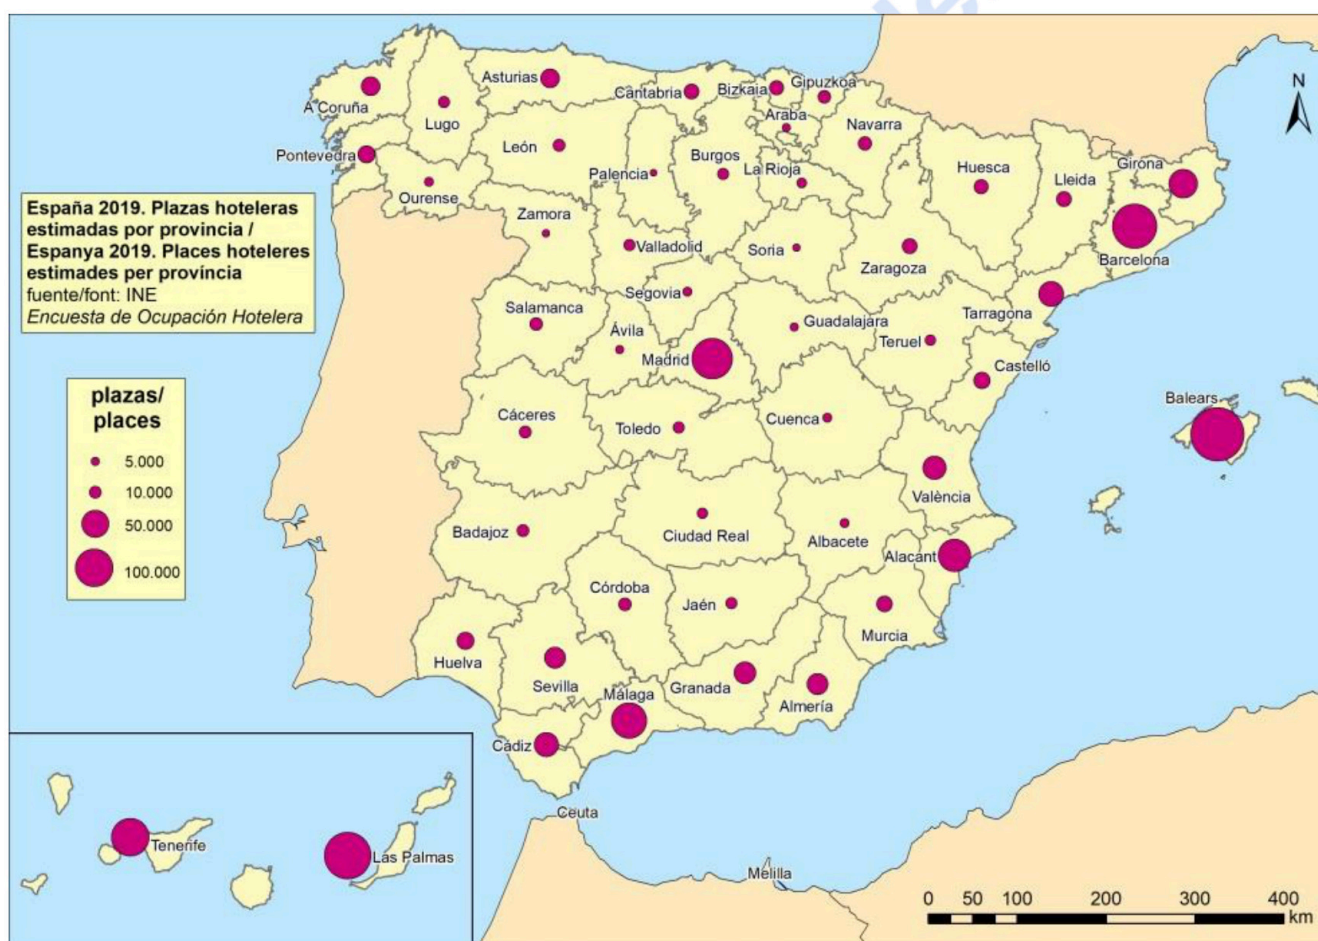 Asturias
Cantabria
Bizkaia
Gipuzkoa
A Coruña
Lugo
Araba
Navarra
León
Pontevedra
Palencia
Burgos
La Rioja
Huesca
Lleida
Girona
Ourense
Zamora
Valladolid
Soria
Zaragoza
Barcelona
España 2019. Plazas hoteleras
estimadas por provincia /
Espanya 2019. Places hoteleres
estimades per província
fuente/font: INE
Encuesta de Ocupación Hotelera
Segovia
Salamanca
Ávila
Madrid
Guadalajara
Teruel
Tarragona
Castelló
Balears
plazas/
places
5.000
10.000
50.000
100.000
Cáceres
Toledo
Cuenca
València
Badajoz
Ciudad Real
Albacete
Alacant
Córdoba
Jaén
Murcia
Huelva
Sevilla
Málaga
Granada
Almería
Cádiz
Ceuta
Melilla
Tenerife
Las Palmas
N
0 50 100 200 300 400
km